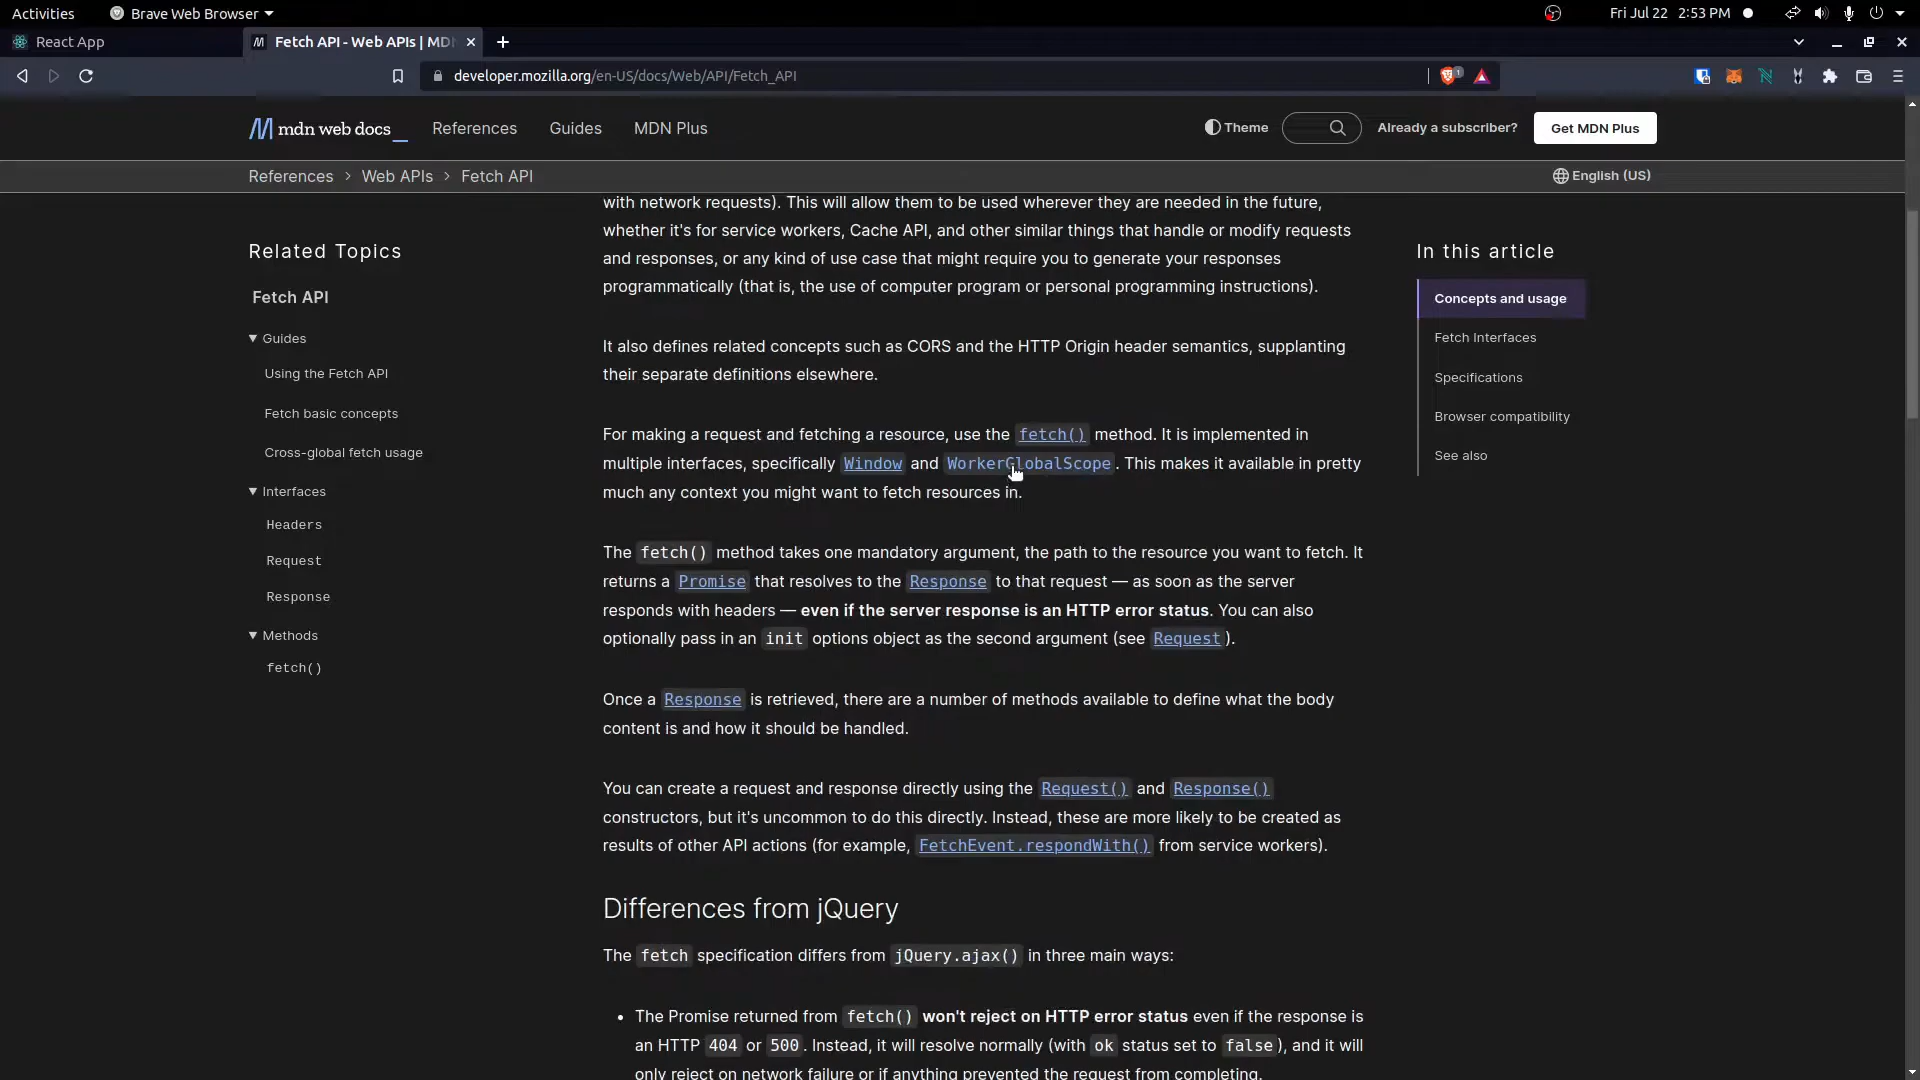 Activities
Brave Web Browser
Fri Jul 22 2:53 PM
React App
Fetch API - Web APIs | MDN
developer.mozilla.org/en-US/docs/Web/API/Fetch_API
1
mdn web docs_
References
Guides
MDN Plus
Theme
Already a subscriber?
Get MDN Plus
References > Web APIs > Fetch API
English (US)
Related Topics
Fetch API
Guides
Using the Fetch API
Fetch basic concepts
Cross-global fetch usage
Interfaces
Headers
Request
Response
Methods
fetch()
with network requests). This will allow them to be used wherever they are needed in the future,
whether it's for service workers, Cache API, and other similar things that handle or modify requests
and responses, or any kind of use case that might require you to generate your responses
programmatically (that is, the use of computer program or personal programming instructions).
It also defines related concepts such as CORS and the HTTP Origin header semantics, supplanting
their separate definitions elsewhere.
For making a request and fetching a resource, use the fetch() method. It is implemented in
multiple interfaces, specifically Window and WorkerGlobalScope. This makes it available in pretty
much any context you might want to fetch resources in.
The fetch() method takes one mandatory argument, the path to the resource you want to fetch. It
returns a Promise that resolves to the Response to that request — as soon as the server
responds with headers — even if the server response is an HTTP error status. You can also
optionally pass in an init options object as the second argument (see Request).
Once a Response is retrieved, there are a number of methods available to define what the body
content is and how it should be handled.
You can create a request and response directly using the Request() and Response()
constructors, but it's uncommon to do this directly. Instead, these are more likely to be created as
results of other API actions (for example, FetchEvent.respondWith() from service workers).
Differences from jQuery
The fetch specification differs from jQuery.ajax() in three main ways:
• The Promise returned from fetch() won't reject on HTTP error status even if the response is
an HTTP 404 or 500. Instead, it will resolve normally (with ok status set to false), and it will
only reject on network failure or if anything prevented the request from completing.
In this article
Concepts and usage
Fetch Interfaces
Specifications
Browser compatibility
See also